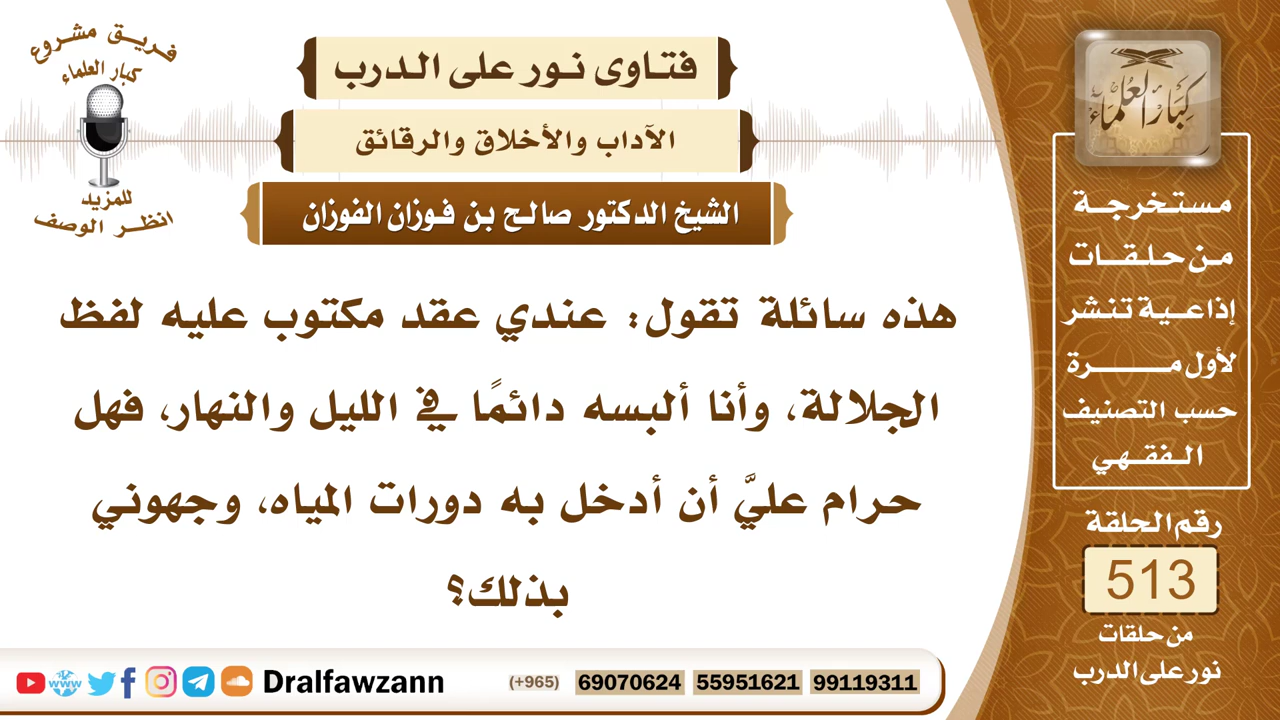 فريق مشروع
كبار العلماء
للمزيد
انظر الوصف
فتاوى نور على الدرب
الآداب والأخلاق والرقائق
الشيخ الدكتور صالح بن فوزان الفوزان
هذه سائلة تقول: عندي عقد مكتوب عليه لفظ
الجلالة، وأنا ألبسه دائمًا في الليل والنهار، فهل
حرام عليَّ أن أدخل به دورات المياه، وجهوني
بذلك؟
كبار العلماء
مستخرجة
من حلقات
إذاعية تنشر
لأول مرة
حسب التصنيف
الفقهي
رقم الحلقة
513
من حلقات
نور على الدرب
www Dralfawzann (+965) 69070624 55951621 99119311